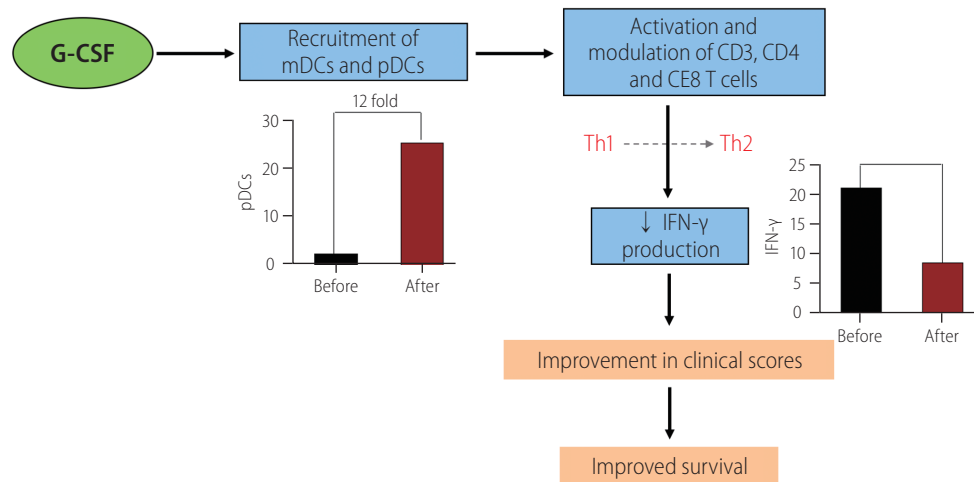 G-CSF
Recruitment of
mDCs and pDCs
Activation and
modulation of CD3, CD4
and CE8 T cells
12 fold
30
20
10
0
pDCs
Before
After
Th1
Th2
↓ IFN-γ
production
25
20
15
10
5
0
IFN-γ
Before
After
Improvement in clinical scores
Improved survival